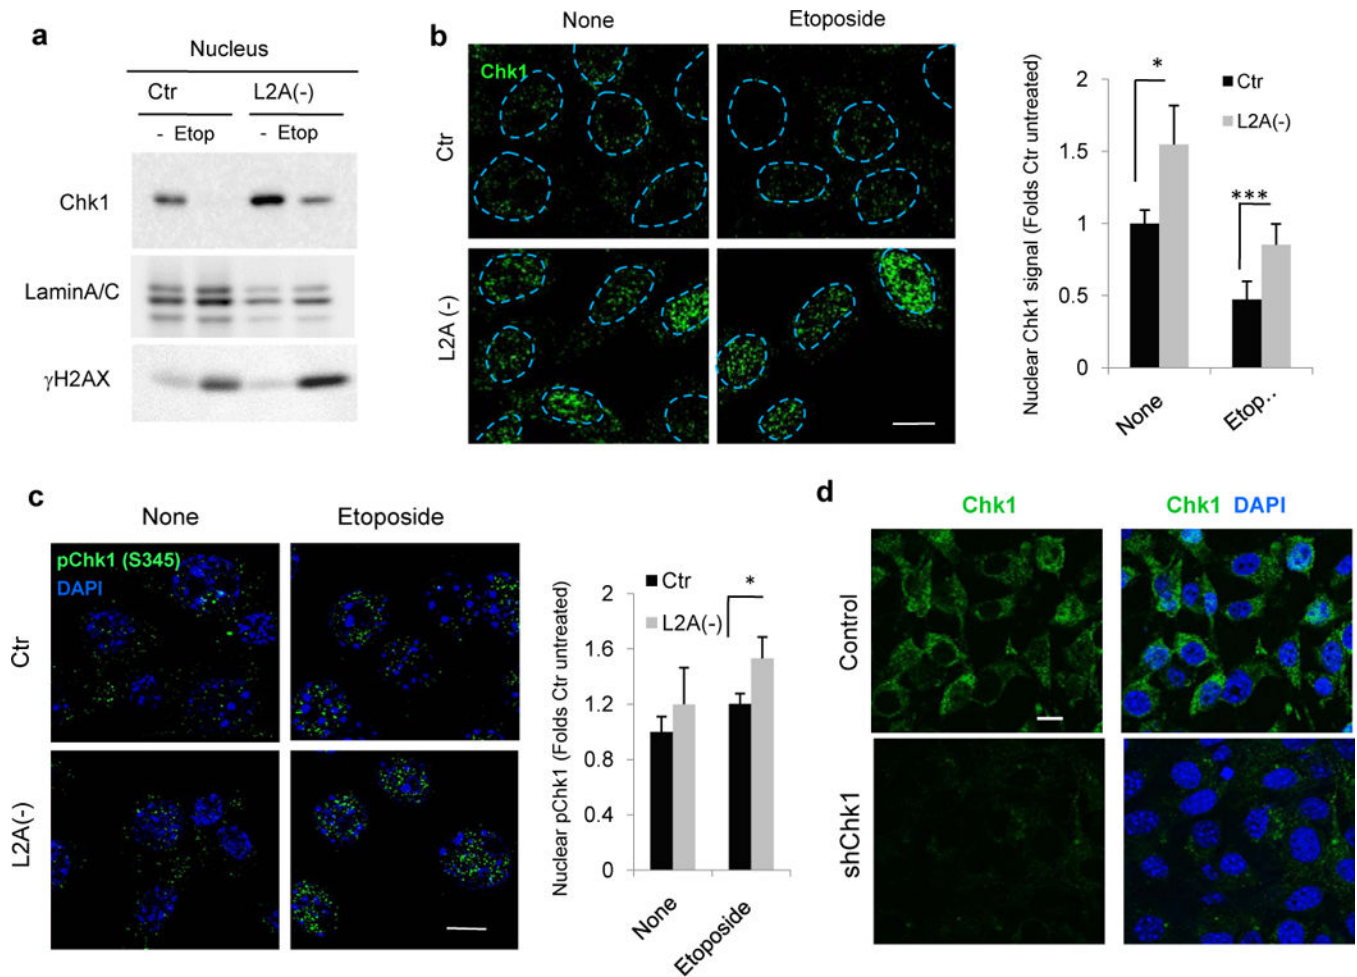 a
Nucleus
Ctr L2A(-)
- Etop - Etop
Chk1
LaminA/C
γH2AX
b
None Etoposide
Chk1
Ctr
L2A (-)
Nuclear Chk1 signal (Folds Ctr untreated)
2
1.5
1
0.5
0
*
***
Ctr
L2A(-)
None
Etop..
c
None Etoposide
pChk1 (S345)
DAPI
Ctr
L2A(-)
Nuclear pChk1 (Folds Ctr untreated)
2
1.6
1.2
0.8
0.4
0
Ctr
L2A(-)
*
None
Etoposide
d
Chk1 Chk1 DAPI
Control
shChk1